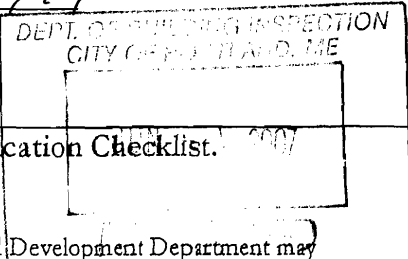 DEPT. OF BUILDING INSPECTION
CITY OF PORTLAND, ME
cation Checklist.
2007
Development Department may